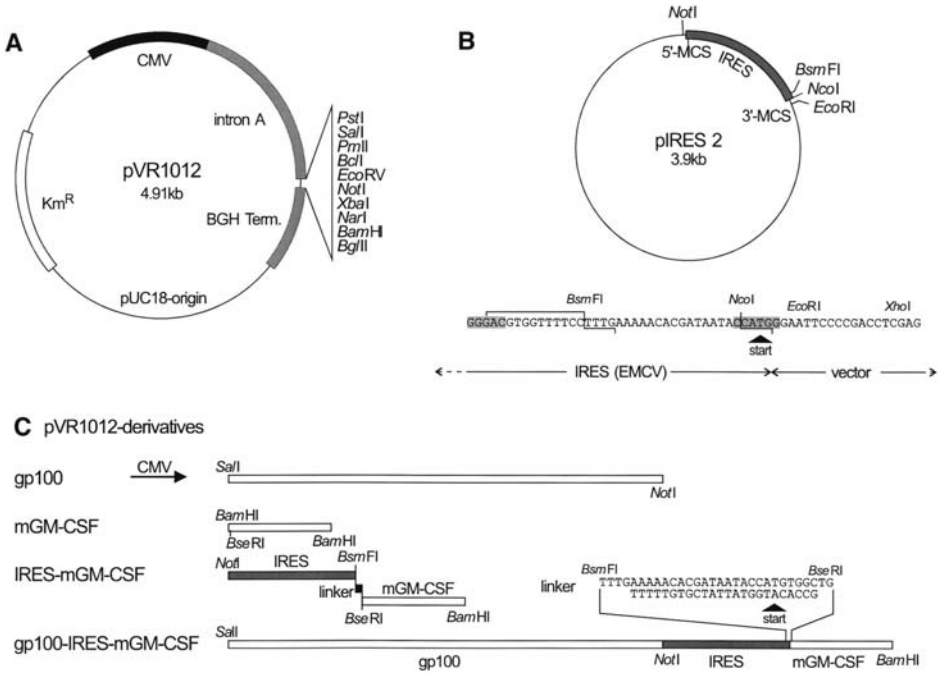 A
CMV
intron A
pVR1012
4.91kb
KmR
BGH Term.
pUC18-origin
PstI
SalI
PmlI
BclI
EcoRV
NotI
XbaI
NarI
BamHI
BglII
B
NotI
5'-MCS
IRES
BsmFI
NcoI
EcoRI
3'-MCS
pIRES 2
3.9kb
BsmFI NcoI EcoRI XhoI
GGGACGTGGTTTTCCTTTGAAAAACACGATAATACCATGGGAATTCCCCGACCTCGAG
start
IRES (EMCV) vector
C pVR1012-derivatives
gp100 CMV SalI NotI
mGM-CSF BamHI BseRI BamHI
IRES-mGM-CSF NotI IRES BsmFI
linker mGM-CSF
BseRI BamHI
BsmFI BseRI
linker TTTGAAAAACACGATAATACCATGTGGCTG
TTTTTGTGCTATTATGGTACACCG
start
gp100-IRES-mGM-CSF SalI
gp100 NotI IRES mGM-CSF BamHI